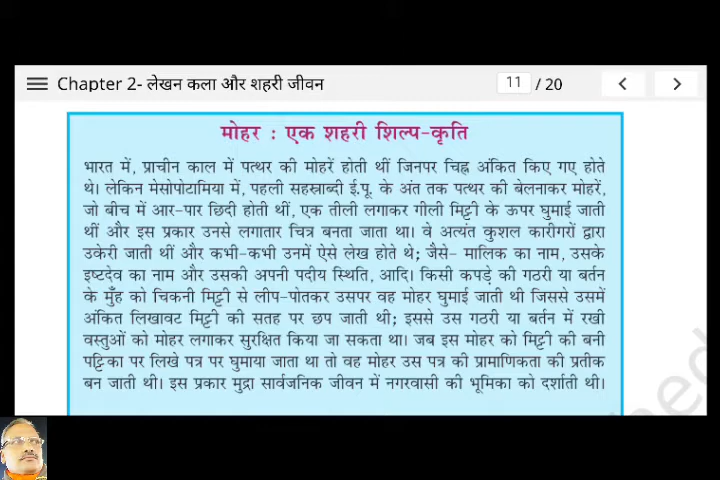 Chapter 2- लेखन कला और शहरी जीवन
11 / 20
मोहर : एक शहरी शिल्प-कृति
भारत में, प्राचीन काल में पत्थर की मोहरें होती थीं जिनपर चिह्न अंकित किए गए होते
थे। लेकिन मेसोपोटामिया में, पहली सहस्राब्दी ई.पू. के अंत तक पत्थर की बेलनाकार मोहरें,
जो बीच में आर-पार छिदी होती थीं, एक तीली लगाकर गीली मिट्टी के ऊपर घुमाई जाती
थीं और इस प्रकार उनसे लगातार चित्र बनता जाता था। वे अत्यंत कुशल कारीगरों द्वारा
उकेरी जाती थीं और कभी-कभी उनमें ऐसे लेख होते थे; जैसे- मालिक का नाम, उसके
इष्टदेव का नाम और उसकी अपनी पदीय स्थिति, आदि। किसी कपड़े की गठरी या बर्तन
के मुँह को चिकनी मिट्टी से लीप-पोतकर उसपर वह मोहर घुमाई जाती थी जिससे उसमें
अंकित लिखावट मिट्टी की सतह पर छप जाती थी; इससे उस गठरी या बर्तन में रखी
वस्तुओं को मोहर लगाकर सुरक्षित किया जा सकता था। जब इस मोहर को मिट्टी की बनी
पट्टिका पर लिखे पत्र पर घुमाया जाता था तो वह मोहर उस पत्र की प्रामाणिकता की प्रतीक
बन जाती थी। इस प्रकार मुद्रा सार्वजनिक जीवन में नगरवासी की भूमिका को दर्शाती थी।